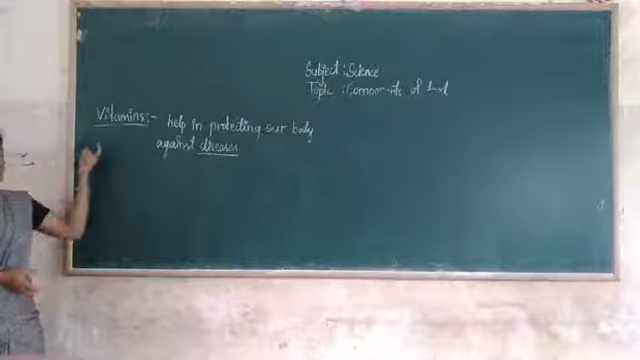 Subject : Science
Topic : Components of food
Vitamins :- help in protecting our body
against diseases